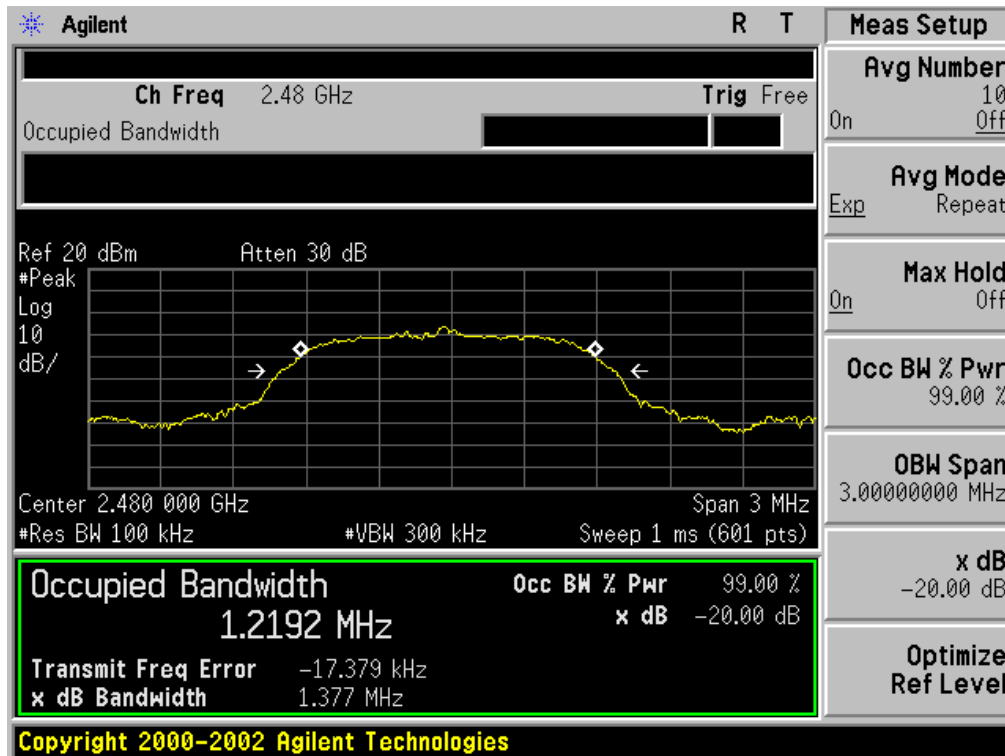 Agilent R T
Ch Freq 2.48 GHz Trig Free
Occupied Bandwidth
Ref 20 dBm Atten 30 dB
#Peak
Log
10
dB/
Center 2.480 000 GHz Span 3 MHz
#Res BW 100 kHz #VBW 300 kHz Sweep 1 ms (601 pts)
Occupied Bandwidth
1.2192 MHz
Occ BW % Pwr 99.00 %
x dB -20.00 dB
Transmit Freq Error -17.379 kHz
x dB Bandwidth 1.377 MHz
Copyright 2000-2002 Agilent Technologies
Meas Setup
Avg Number
10
On Off
Avg Mode
Exp Repeat
Max Hold
On Off
Occ BW % Pwr
99.00 %
OBW Span
3.00000000 MHz
x dB
-20.00 dB
Optimize
Ref Level